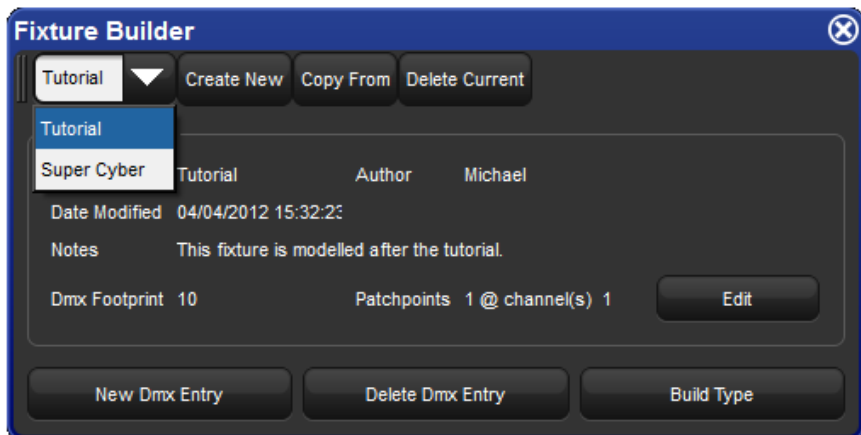 Fixture Builder
Tutorial Create New Copy From Delete Current
Tutorial
Super Cyber
Tutorial Author Michael
Date Modified 04/04/2012 15:32:23
Notes This fixture is modelled after the tutorial.
Dmx Footprint 10 Patchpoints 1 @ channel(s) 1 Edit
New Dmx Entry Delete Dmx Entry Build Type